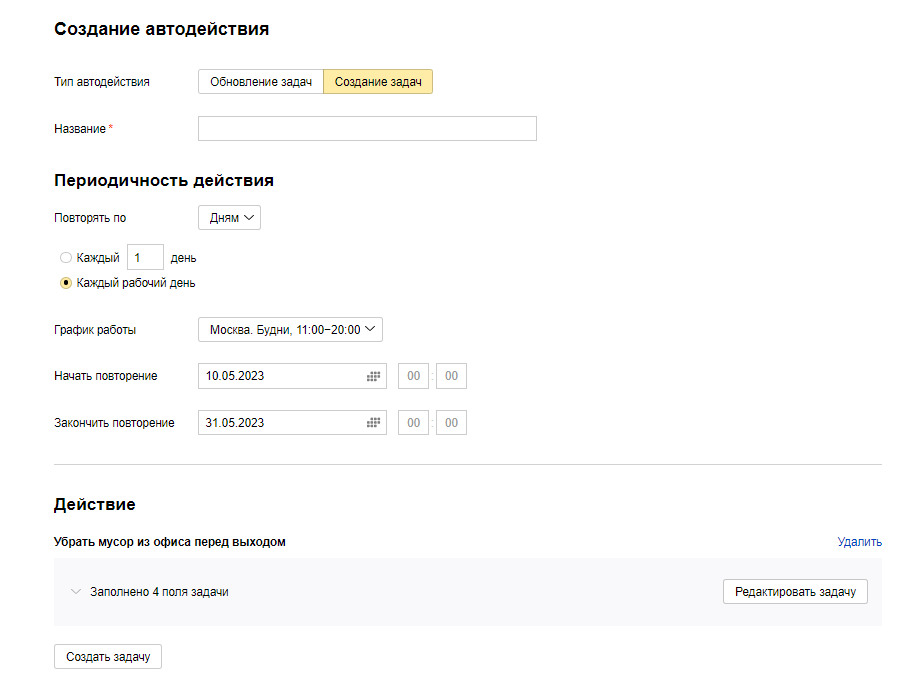 Создание автодействия
Тип автодействия Обновление задач Создание задач
Название *
Периодичность действия
Повторять по Дням
Каждый 1 день
Каждый рабочий день
График работы Москва. Будни, 11:00–20:00
Начать повторение 10.05.2023 00 : 00
Закончить повторение 31.05.2023 00 : 00
Действие
Убрать мусор из офиса перед выходом Удалить
Заполнено 4 поля задачи Редактировать задачу
Создать задачу